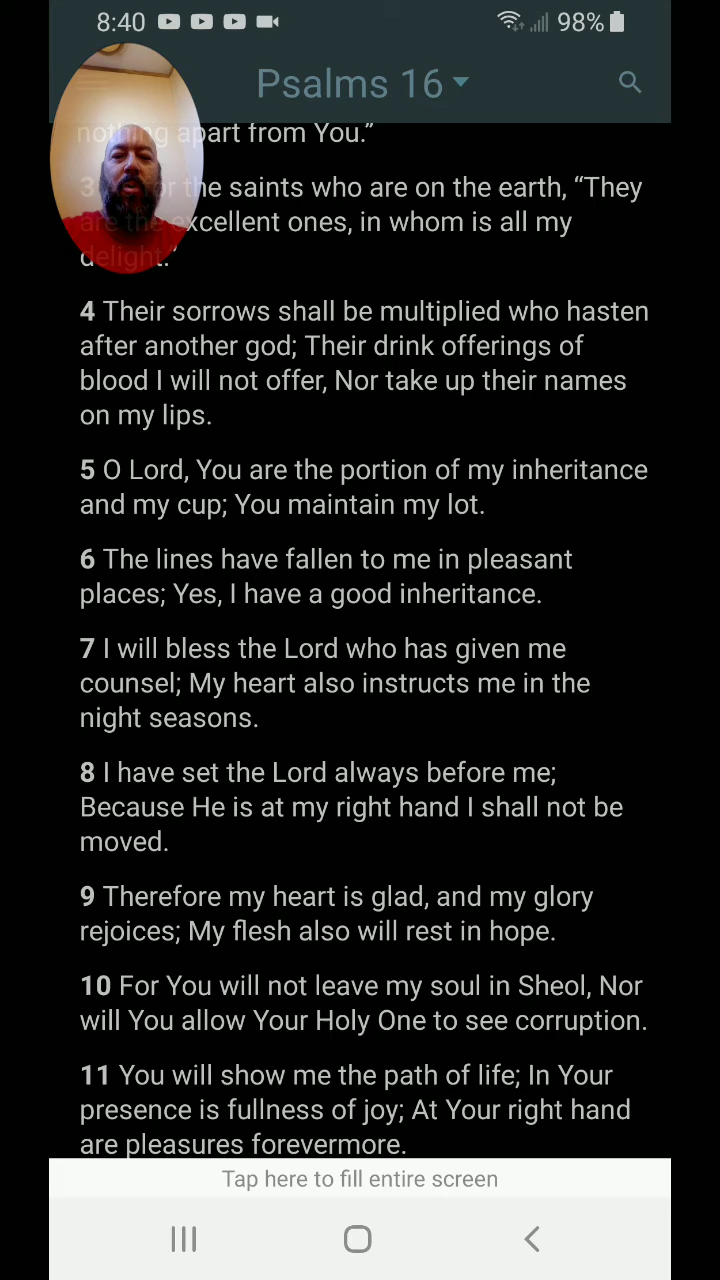 8:40 98%
Psalms 16
nothing apart from You.”
3 the saints who are on the earth, “They
are the excellent ones, in whom is all my
delight.”
4 Their sorrows shall be multiplied who hasten
after another god; Their drink offerings of
blood I will not offer, Nor take up their names
on my lips.
5 O Lord, You are the portion of my inheritance
and my cup; You maintain my lot.
6 The lines have fallen to me in pleasant
places; Yes, I have a good inheritance.
7 I will bless the Lord who has given me
counsel; My heart also instructs me in the
night seasons.
8 I have set the Lord always before me;
Because He is at my right hand I shall not be
moved.
9 Therefore my heart is glad, and my glory
rejoices; My flesh also will rest in hope.
10 For You will not leave my soul in Sheol, Nor
will You allow Your Holy One to see corruption.
11 You will show me the path of life; In Your
presence is fullness of joy; At Your right hand
are pleasures forevermore.
Tap here to fill entire screen